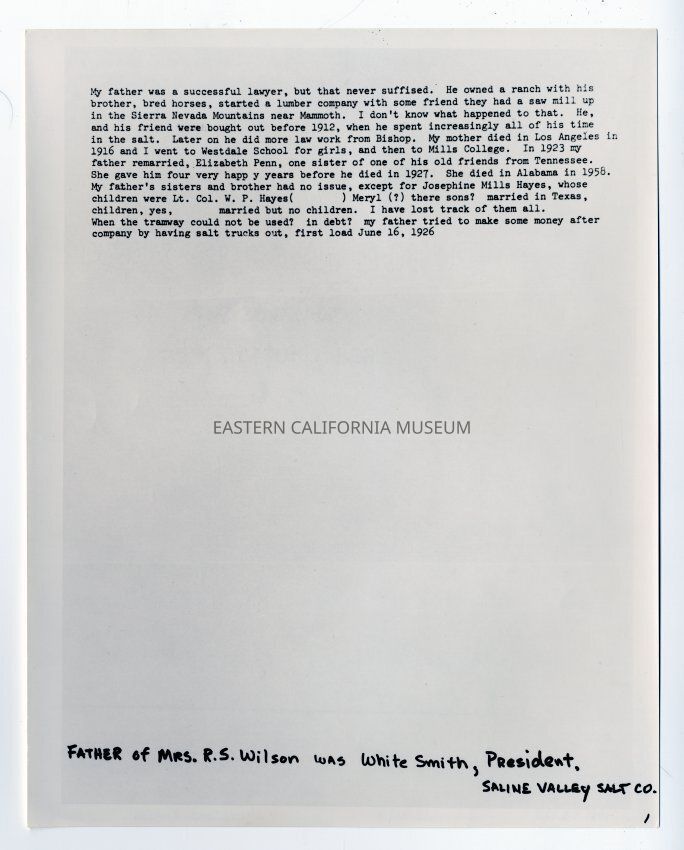 My father was a successful lawyer, but that never sufficed. He owned a ranch with his
brother, bred horses, started a lumber company with some friend they had a saw mill up
in the Sierra Nevada Mountains near Mammoth. I don't know what happened to that. He,
and his friend were bought out before 1912, when he spent increasingly all of his time
in the salt. Later on he did more law work from Bishop. My mother died in Los Angeles in
1916 and I went to Westdale School for girls, and then to Mills College. In 1923 my
father remarried, Elizabeth Penn, one sister of one of his old friends from Tennessee.
She gave him four very happ y years before he died in 1927. She died in Alabama in 1958.
My father's sisters and brother had no issue, except for Josephine Mills Hayes, whose
children were Lt. Col. W. P. Hayes( ) Meryl (?) there sons? married in Texas,
children, yes, married but no children. I have lost track of them all.
When the tramway could not be used? in debt? my father tried to make some money after
company by having salt trucks out, first load June 16, 1926
EASTERN CALIFORNIA MUSEUM
FATHER of MRS. R.S. Wilson was White Smith, President,
SALINE VALLEY SALT CO.
1